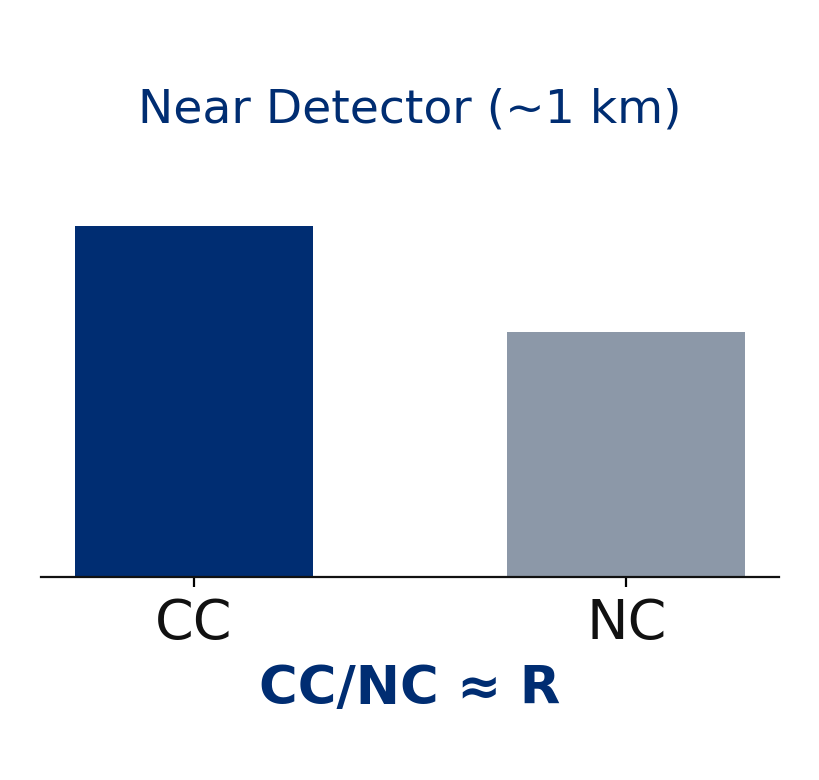 Near Detector (~1 km)
CC NC
CC/NC ≈ R